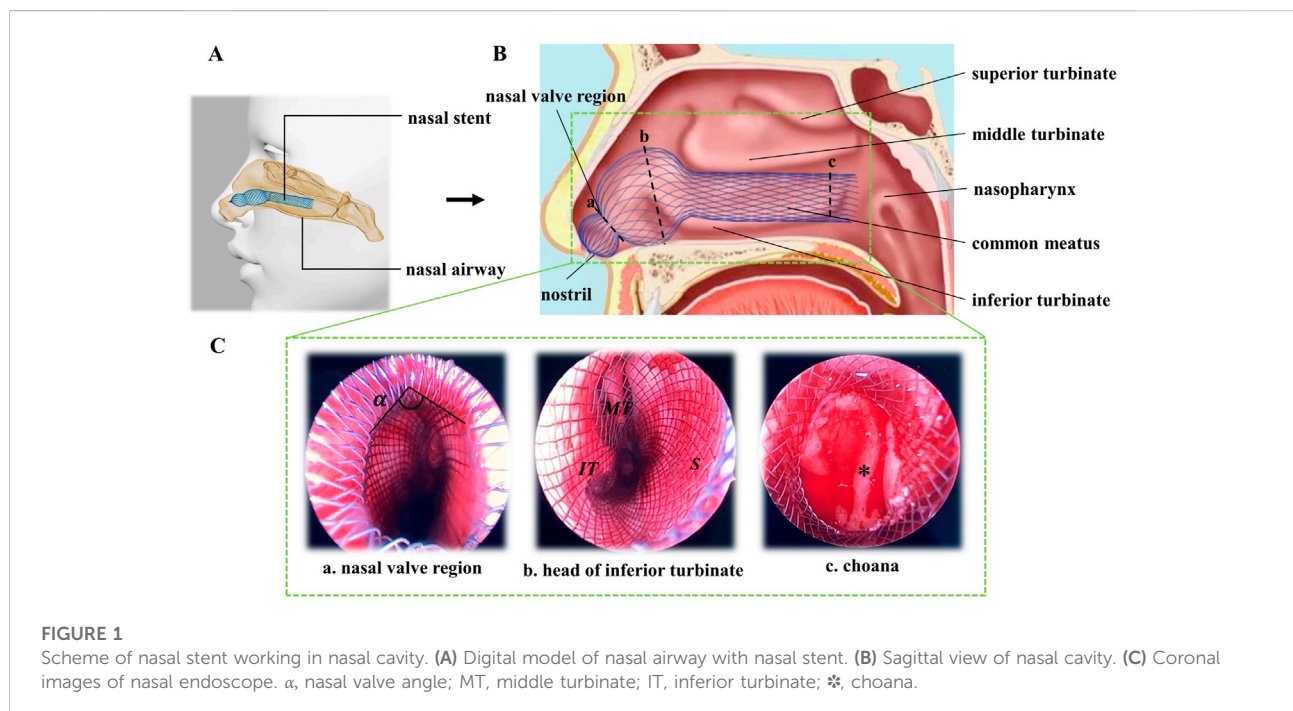 A
nasal stent
nasal airway
B
nasal valve region
b
a
c
nostril
superior turbinate
middle turbinate
nasopharynx
common meatus
inferior turbinate
C
α
MT
IT
S
*
a. nasal valve region
b. head of inferior turbinate
c. choana
FIGURE 1
Scheme of nasal stent working in nasal cavity. (A) Digital model of nasal airway with nasal stent. (B) Sagittal view of nasal cavity. (C) Coronal
images of nasal endoscope. α, nasal valve angle; MT, middle turbinate; IT, inferior turbinate; ✽, choana.